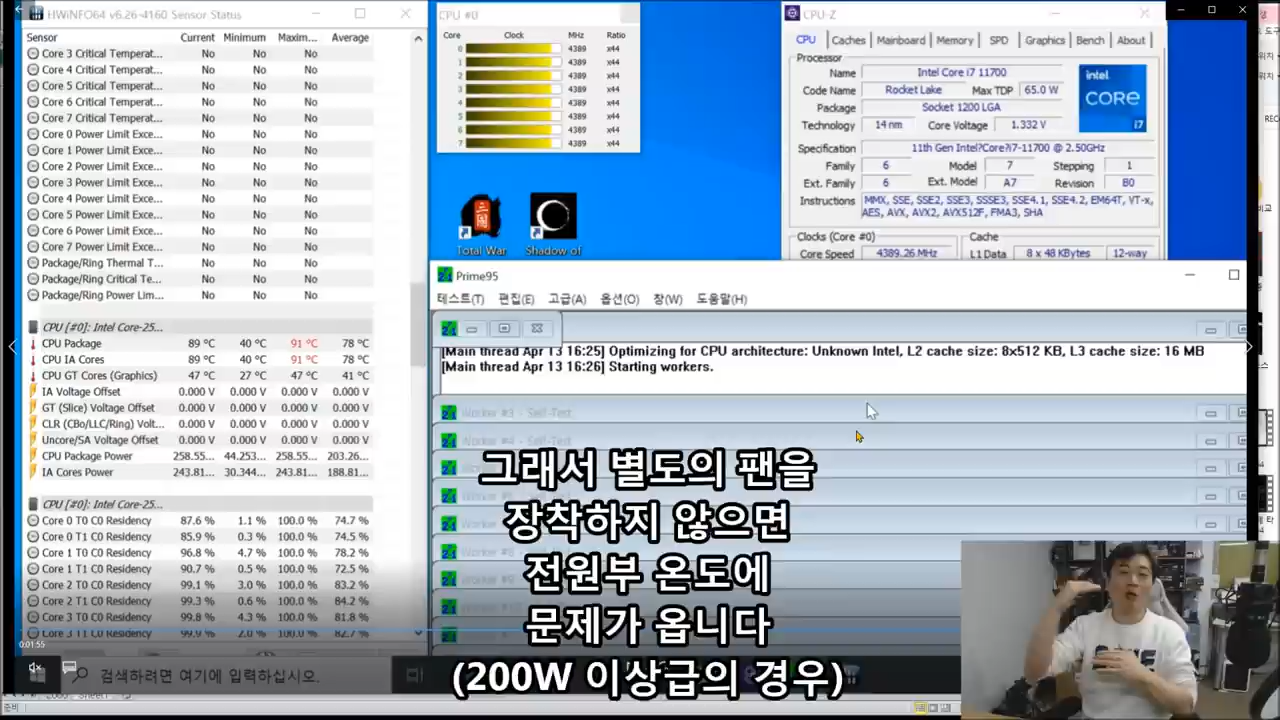 HWiNFO64 v6.26-4160 Sensor Status
Sensor Current Minimum Maxim... Average
Core 3 Critical Temperat... No No No
Core 4 Critical Temperat... No No No
Core 5 Critical Temperat... No No No
Core 6 Critical Temperat... No No No
Core 7 Critical Temperat... No No No
Core 0 Power Limit Exce... No No No
Core 1 Power Limit Exce... No No No
Core 2 Power Limit Exce... No No No
Core 3 Power Limit Exce... No No No
Core 4 Power Limit Exce... No No No
Core 5 Power Limit Exce... No No No
Core 6 Power Limit Exce... No No No
Core 7 Power Limit Exce... No No No
Package/Ring Thermal T... No No No
Package/Ring Critical Te... No No No
Package/Ring Power Lim... No No No
CPU [#0]: Intel Core-25...
CPU Package 89 °C 40 °C 91 °C 78 °C
CPU IA Cores 89 °C 40 °C 91 °C 78 °C
CPU GT Cores (Graphics) 47 °C 27 °C 47 °C 41 °C
IA Voltage Offset 0.000 V 0.000 V 0.000 V 0.000 V
GT (Slice) Voltage Offset 0.000 V 0.000 V 0.000 V 0.000 V
CLR (CBo/LLC/Ring) Volt... 0.000 V 0.000 V 0.000 V 0.000 V
Uncore/SA Voltage Offset 0.000 V 0.000 V 0.000 V 0.000 V
CPU Package Power 258.55... 44.253... 258.55... 203.26...
IA Cores Power 243.81... 30.344... 243.81... 188.81...
CPU [#0]: Intel Core-25...
Core 0 T0 C0 Residency 87.6 % 1.1 % 100.0 % 74.7 %
Core 0 T1 C0 Residency 85.9 % 0.3 % 100.0 % 74.5 %
Core 1 T0 C0 Residency 96.8 % 4.7 % 100.0 % 78.2 %
Core 1 T1 C0 Residency 90.7 % 0.5 % 100.0 % 72.5 %
Core 2 T0 C0 Residency 99.1 % 3.0 % 100.0 % 83.2 %
Core 2 T1 C0 Residency 99.3 % 0.6 % 100.0 % 84.2 %
Core 3 T0 C0 Residency 99.8 % 4.3 % 100.0 % 81.8 %
Core 3 T1 C0 Residency 99.9 % 2.0 % 100.0 % 82.7 %
0:01:55
검색하려면 여기에 입력하십시오.
CPU #0
Core Clock MHz Ratio
0 4389 x44
1 4389 x44
2 4389 x44
3 4389 x44
4 4389 x44
5 4389 x44
6 4389 x44
7 4389 x44
Total War
Shadow of
CPU-Z
CPU Caches Mainboard Memory SPD Graphics Bench About
Processor
Name Intel Core i7 11700
Code Name Rocket Lake Max TDP 65.0 W
Package Socket 1200 LGA
Technology 14 nm Core Voltage 1.332 V
intel
CORE
i7
Specification 11th Gen Intel?Core?i7-11700 @ 2.50GHz
Family 6 Model 7 Stepping 1
Ext. Family 6 Ext. Model A7 Revision B0
Instructions MMX, SSE, SSE2, SSE3, SSSE3, SSE4.1, SSE4.2, EM64T, VT-x,
AES, AVX, AVX2, AVX512F, FMA3, SHA
Clocks (Core #0) Cache
Core Speed 4389.26 MHz L1 Data 8 x 48 KBytes 12-way
Prime95
테스트(T) 편집(E) 고급(A) 옵션(O) 창(W) 도움말(H)
[Main thread Apr 13 16:25] Optimizing for CPU architecture: Unknown Intel, L2 cache size: 8x512 KB, L3 cache size: 16 MB
[Main thread Apr 13 16:26] Starting workers.
Worker #3 - Self-Test
Worker #4 - Self-Test
그래서 별도의 팬을
장착하지 않으면
전원부 온도에
문제가 옵니다
(200W 이상급의 경우)
준비